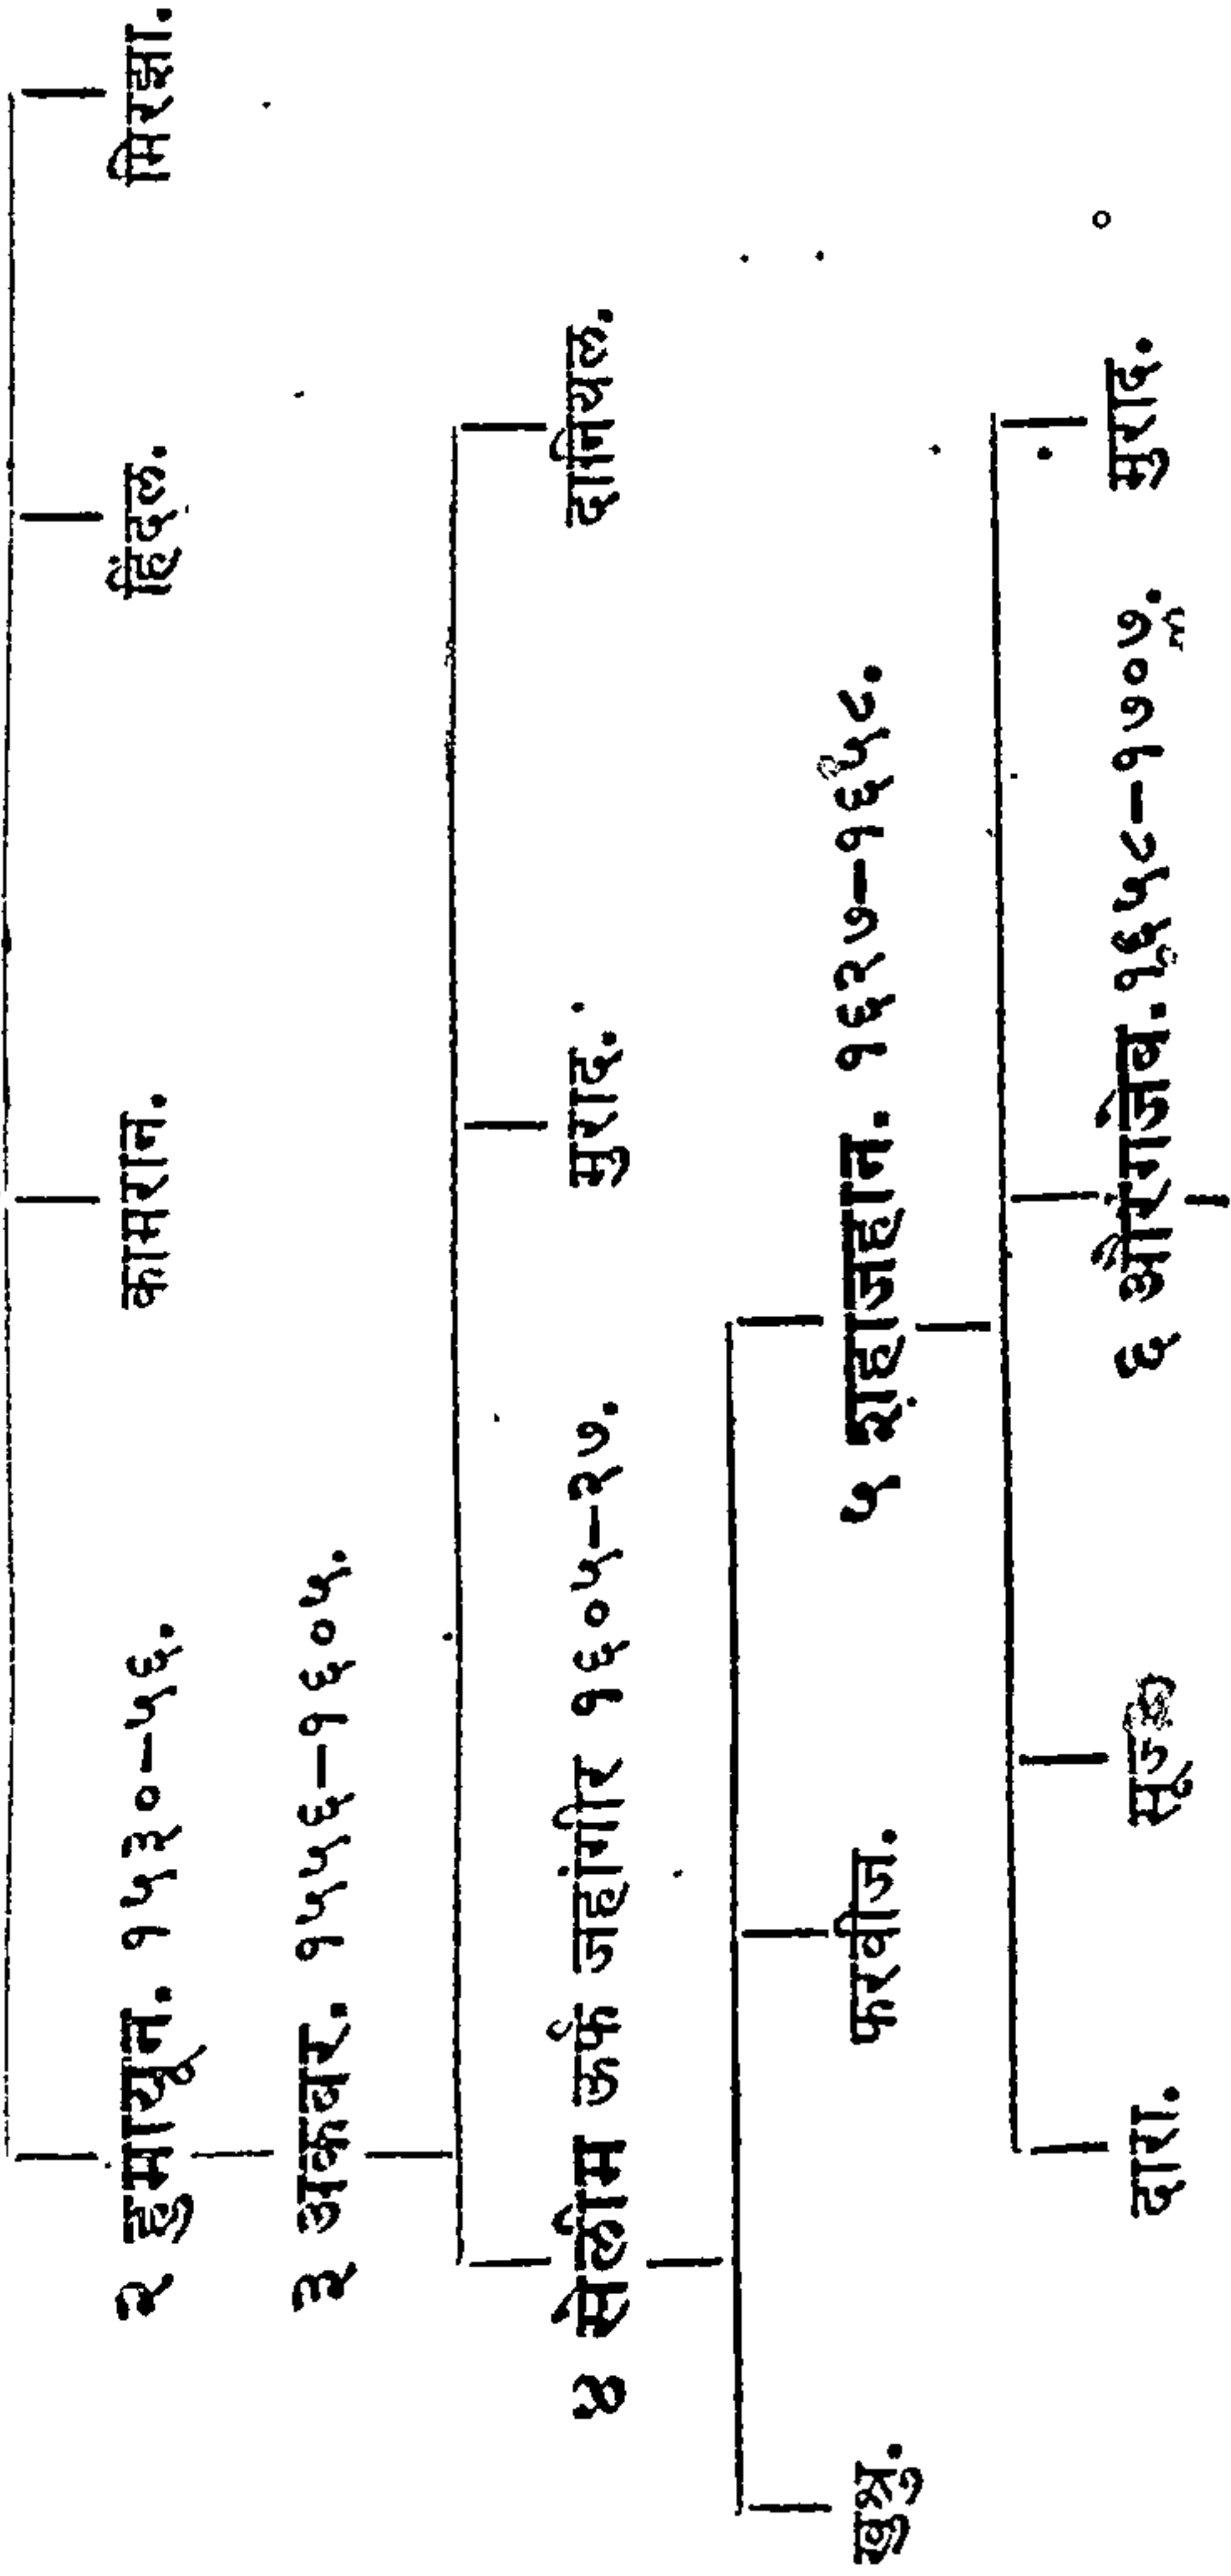 २ हुमायून. १५३०-५६. कामरान. हिंदल. मिरझा.
३ अकबर. १५५६-१६०५.
४ सेलीम ऊर्फ जहांगीर १६०५-२७. मुराद. दानियल.
खुश्रु. फरवीज. ५ शहाजहान. १६२७-१६५८.
दारा. ६ औरंगजेब. १६५८-१७०७. मुराद.